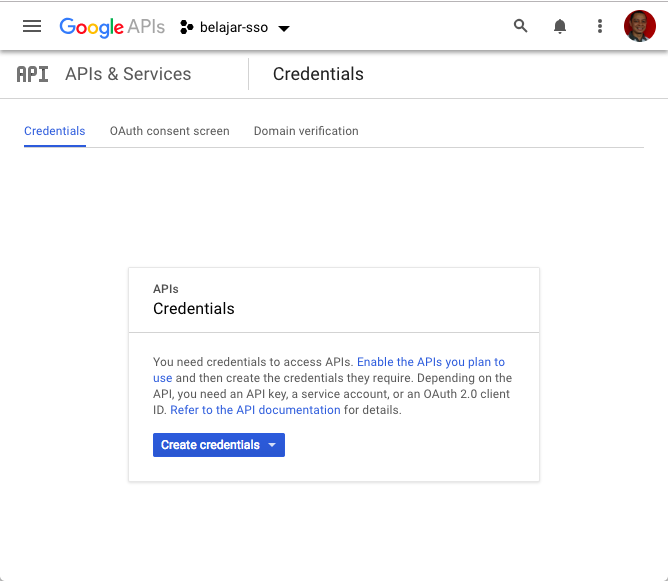 Google APIs belajar-sso
API APIs & Services Credentials
Credentials OAuth consent screen Domain verification
APIs
Credentials
You need credentials to access APIs. Enable the APIs you plan to
use and then create the credentials they require. Depending on the
API, you need an API key, a service account, or an OAuth 2.0 client
ID. Refer to the API documentation for details.
Create credentials